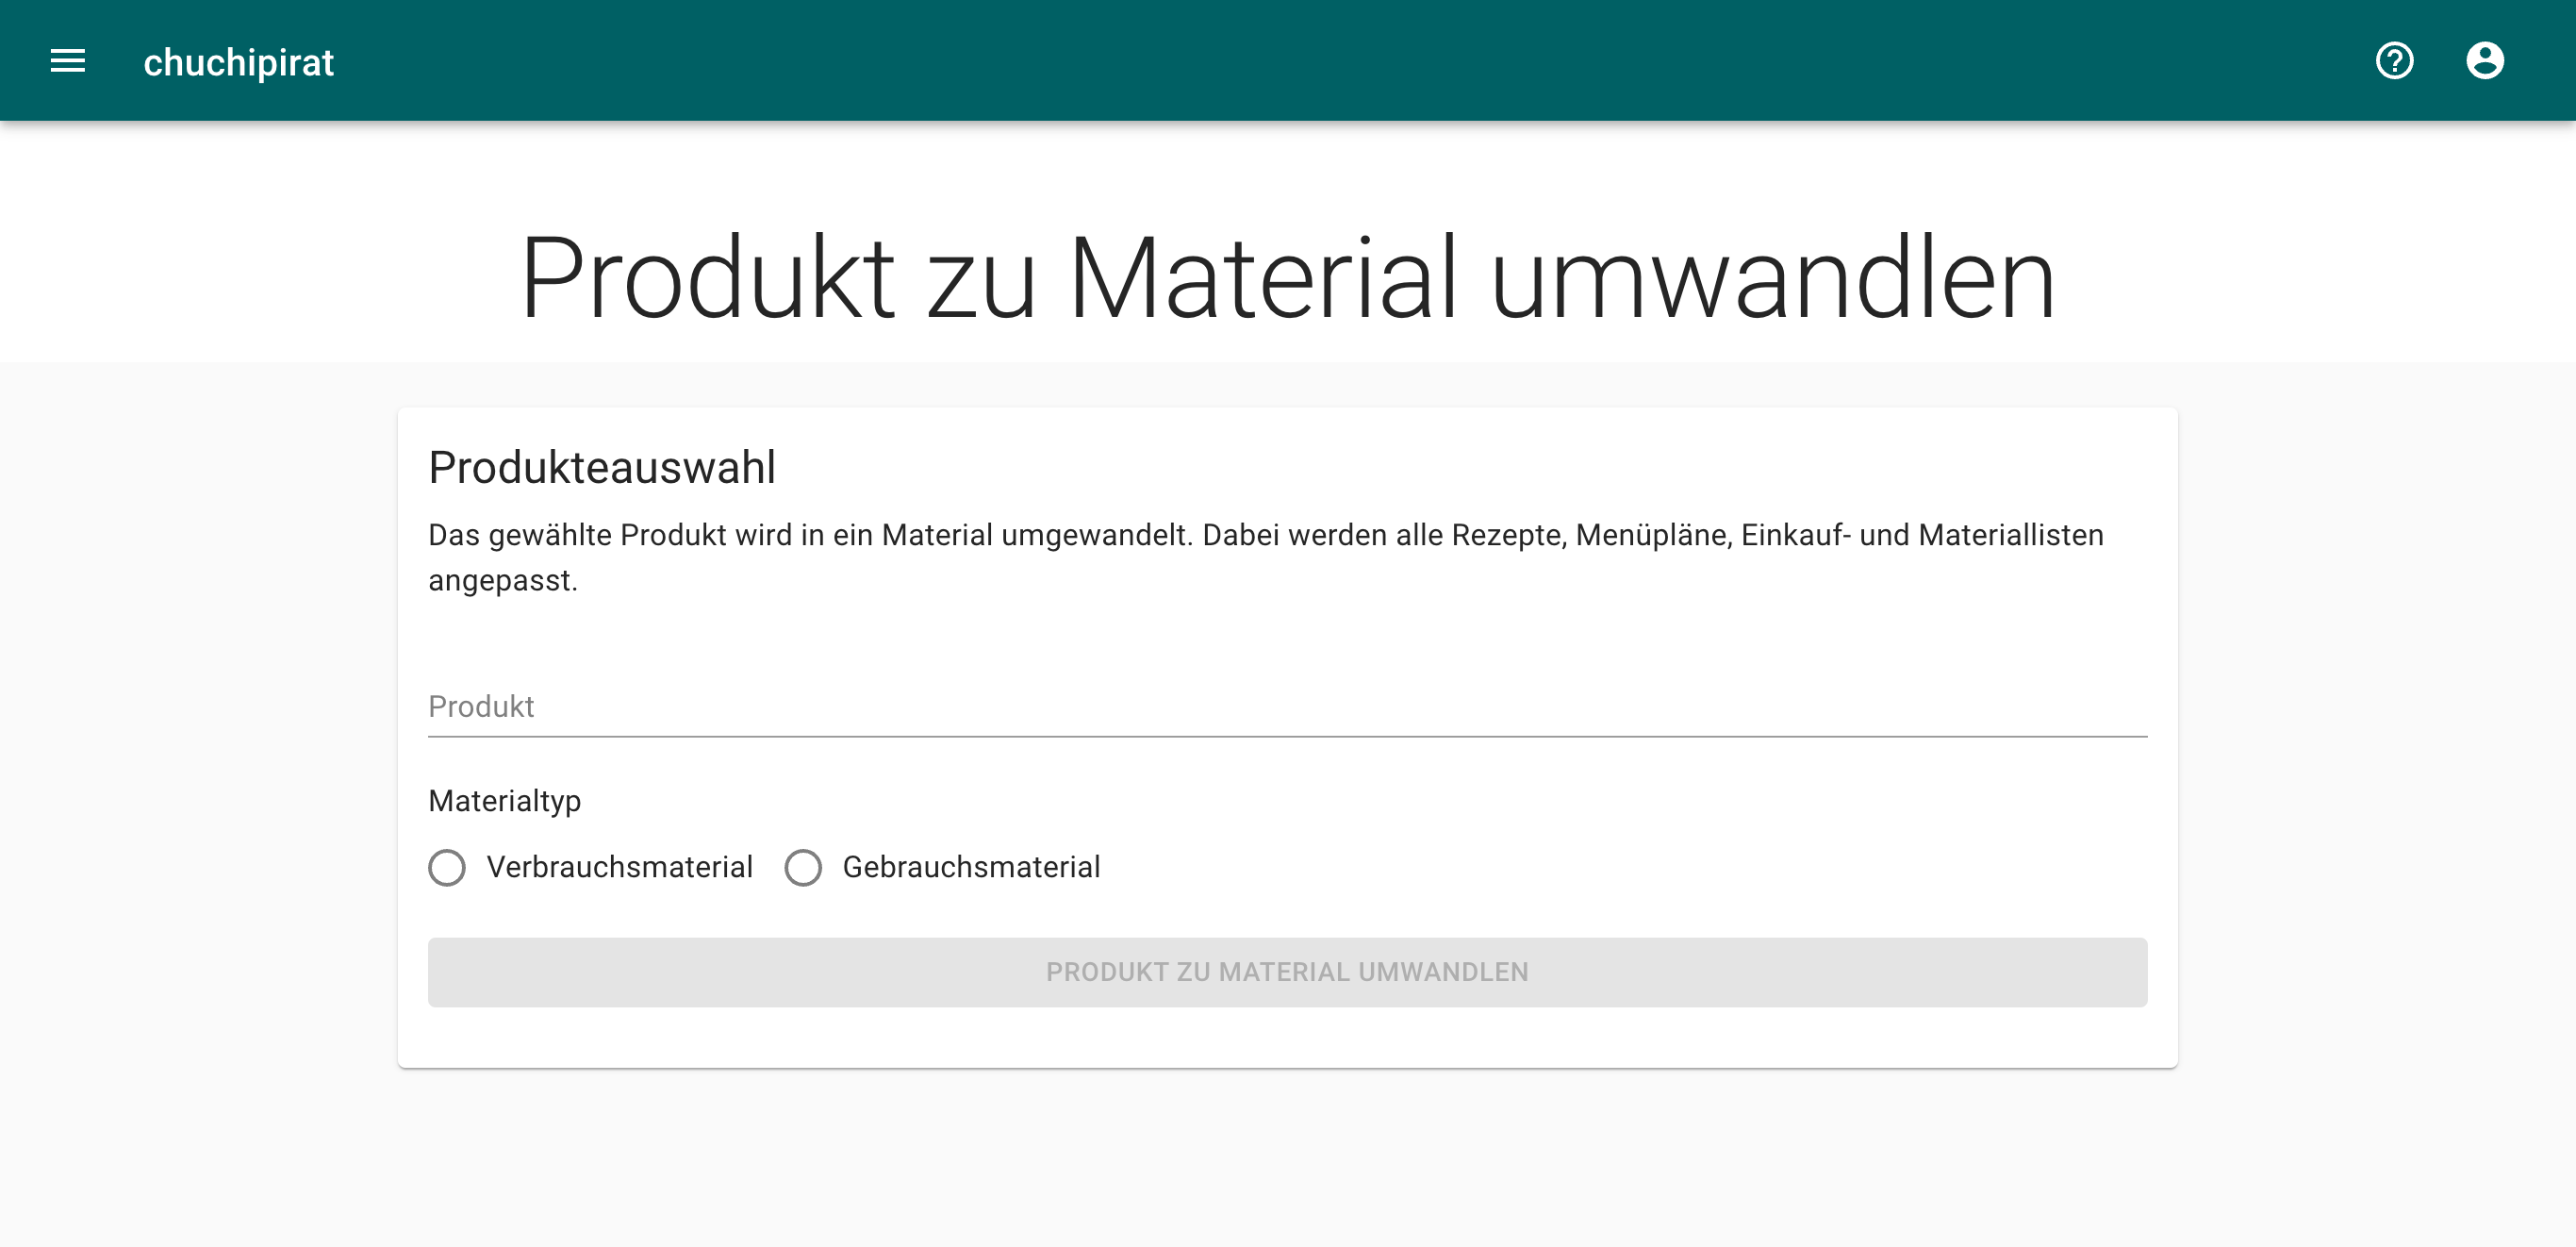 chuchipirat
Produkt zu Material umwandlen
Produkteauswahl
Das gewählte Produkt wird in ein Material umgewandelt. Dabei werden alle Rezepte, Menüpläne, Einkauf- und Materiallisten
angepasst.
Produkt
Materialtyp
Verbrauchsmaterial Gebrauchsmaterial
PRODUKT ZU MATERIAL UMWANDLEN